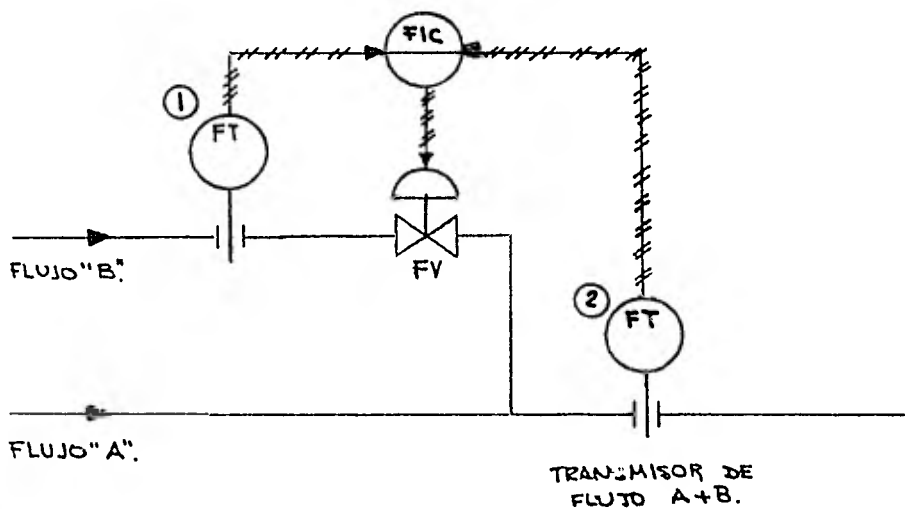 FIC
1
FT
FLUJO "B".
FV
2
FT
FLUJO "A".
TRANSMISOR DE
FLUJO A+B.